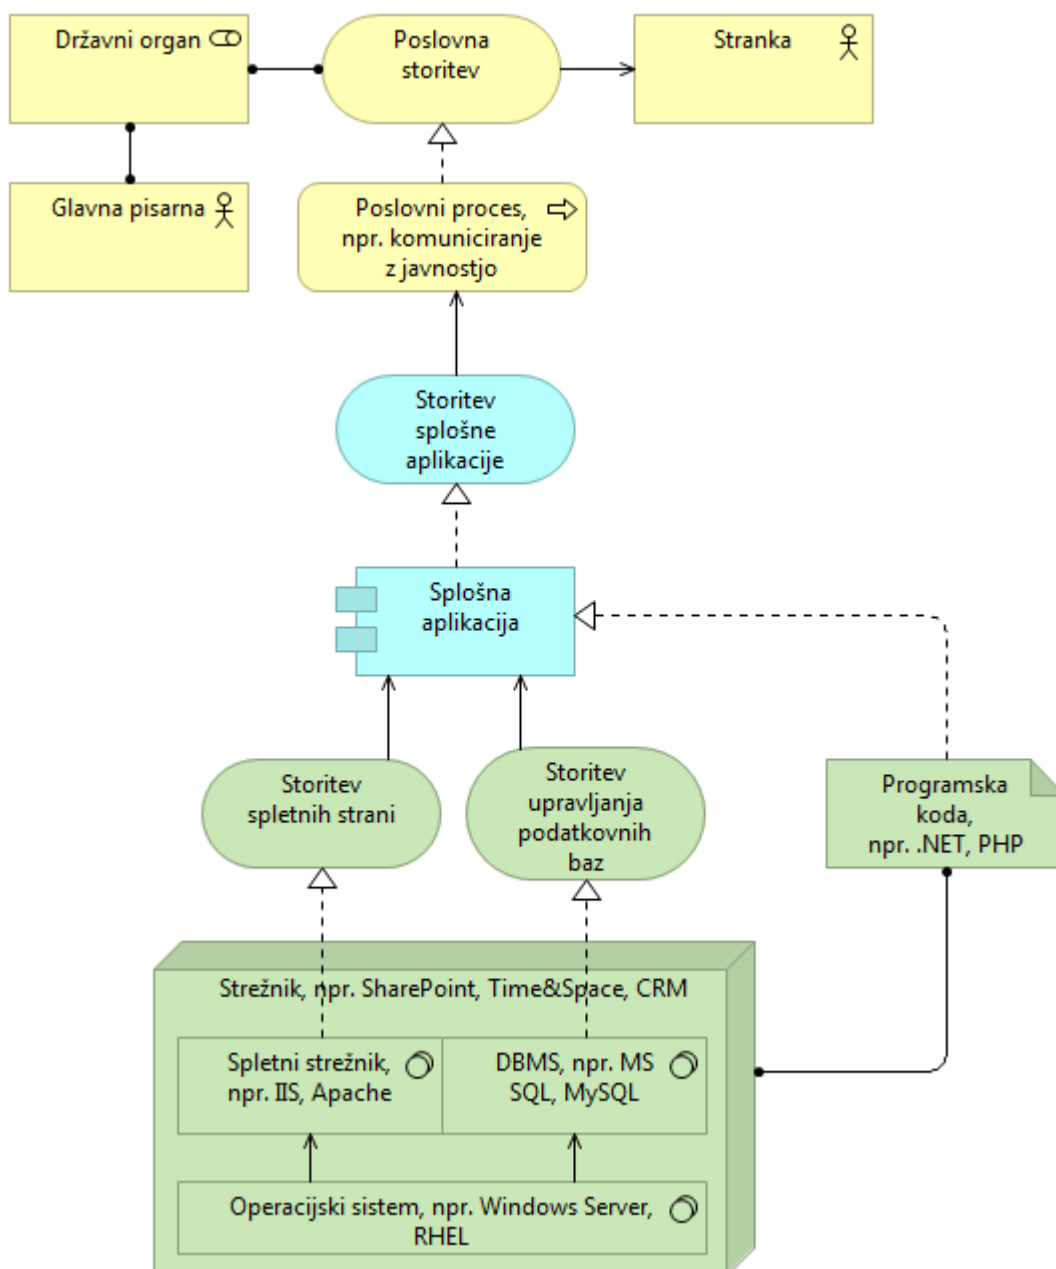 Državni organ
Poslovna
storitev
Stranka
Glavna pisarna
Poslovni proces,
npr. komuniciranje
z javnostjo
Storitev
splošne
aplikacije
Splošna
aplikacija
Storitev
spletnih strani
Storitev
upravljanja
podatkovnih
baz
Programska
koda,
npr. .NET, PHP
Strežnik, npr. SharePoint, Time&Space, CRM
Spletni strežnik,
npr. IIS, Apache
DBMS, npr. MS
SQL, MySQL
Operacijski sistem, npr. Windows Server,
RHEL